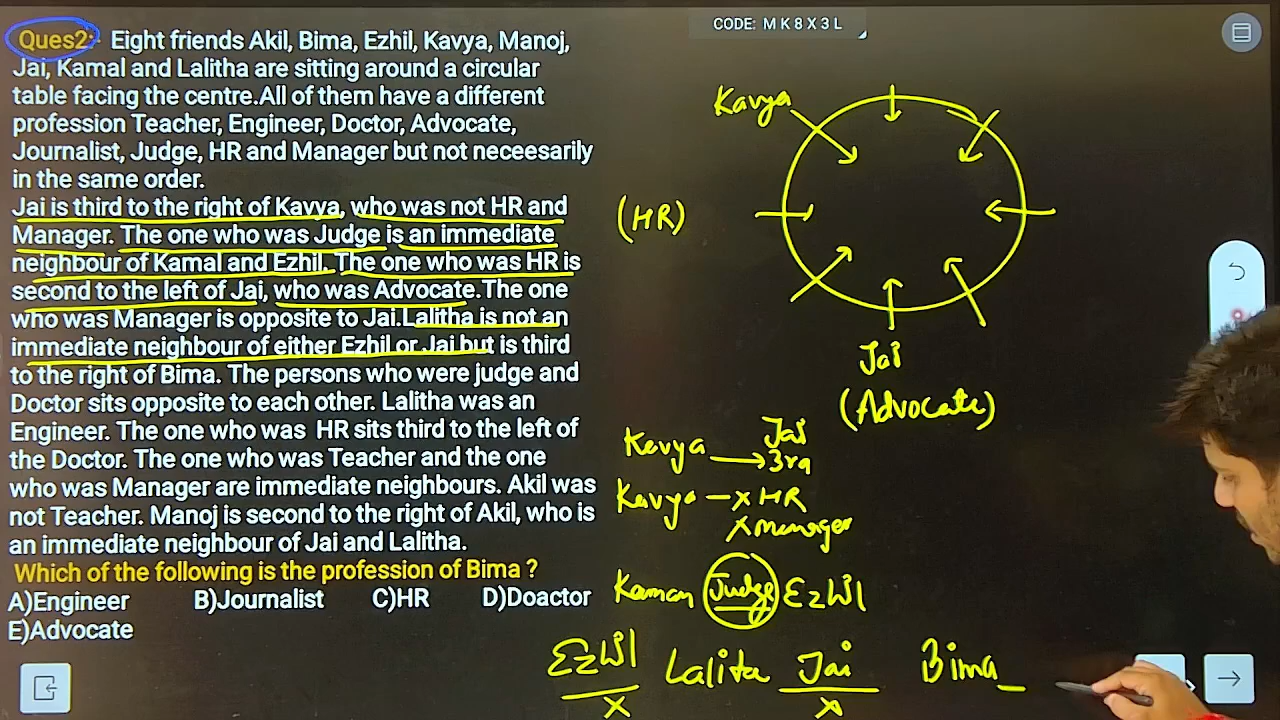 CODE: MK8X3L
Ques2:- Eight friends Akil, Bima, Ezhil, Kavya, Manoj,
Jai, Kamal and Lalitha are sitting around a circular
table facing the centre.All of them have a different
profession Teacher, Engineer, Doctor, Advocate,
Journalist, Judge, HR and Manager but not neceesarily
in the same order.
Jai is third to the right of Kavya, who was not HR and
Manager. The one who was Judge is an immediate
neighbour of Kamal and Ezhil. The one who was HR is
second to the left of Jai, who was Advocate.The one
who was Manager is opposite to Jai.Lalitha is not an
immediate neighbour of either Ezhil or Jai but is third
to the right of Bima. The persons who were judge and
Doctor sits opposite to each other. Lalitha was an
Engineer. The one who was HR sits third to the left of
the Doctor. The one who was Teacher and the one
who was Manager are immediate neighbours. Akil was
not Teacher. Manoj is second to the right of Akil, who is
an immediate neighbour of Jai and Lalitha.
Which of the following is the profession of Bima ?
A)Engineer B)Journalist C)HR D)Doactor
E)Advocate
Kavya
(HR)
Jai
(Advocate)
Kavya → Jai
3rd
Kavya – x HR
x manager
Kaman Judge Ezhil
Ezhil Lalita Jai Bima
x x